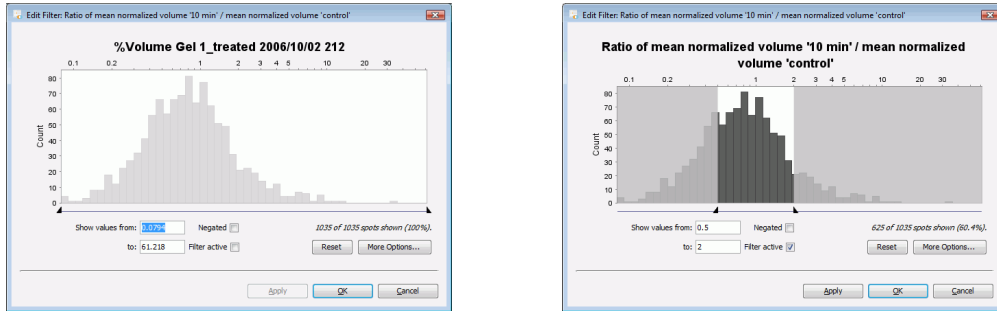 Edit Filter: Ratio of mean normalized volume '10 min' / mean normalized volume 'control'
%Volume Gel 1_treated 2006/10/02 212
0.1 0.2 1 2 3 4 5 10 20 30
80
70
60
50
40
30
20
10
0
Count
Show values from: 0.0794 Negated 1035 of 1035 spots shown (100%).
to: 61.218 Filter active Reset More Options...
Apply OK Cancel
Edit Filter: Ratio of mean normalized volume '10 min' / mean normalized volume 'control'
Ratio of mean normalized volume '10 min' / mean normalized
volume 'control'
0.1 0.2 1 2 3 4 5 10 20 30
80
70
60
50
40
30
20
10
0
Count
Show values from: 0.5 Negated 625 of 1035 spots shown (60.4%).
to: 2 Filter active Reset More Options...
Apply OK Cancel